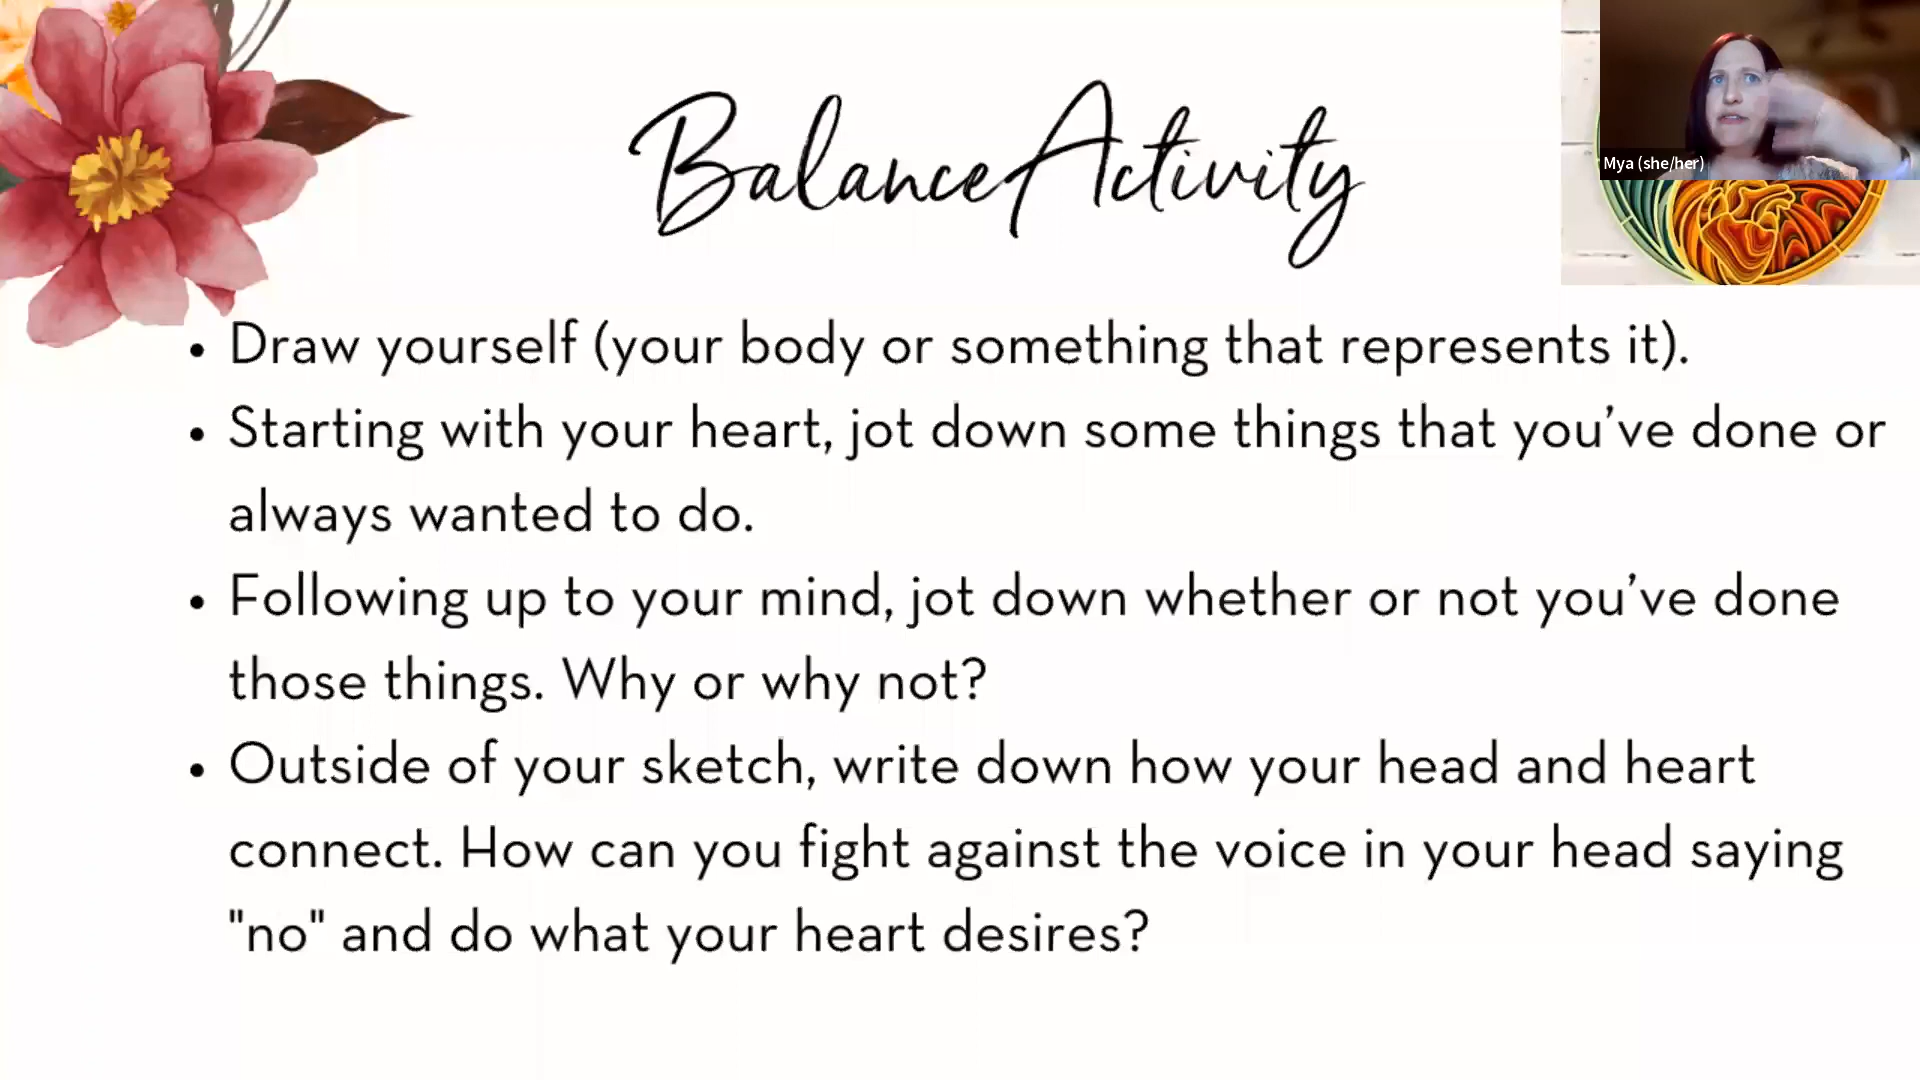 Balance Activity
Mya (she/her)
• Draw yourself (your body or something that represents it).
• Starting with your heart, jot down some things that you’ve done or
always wanted to do.
• Following up to your mind, jot down whether or not you’ve done
those things. Why or why not?
• Outside of your sketch, write down how your head and heart
connect. How can you fight against the voice in your head saying
"no" and do what your heart desires?